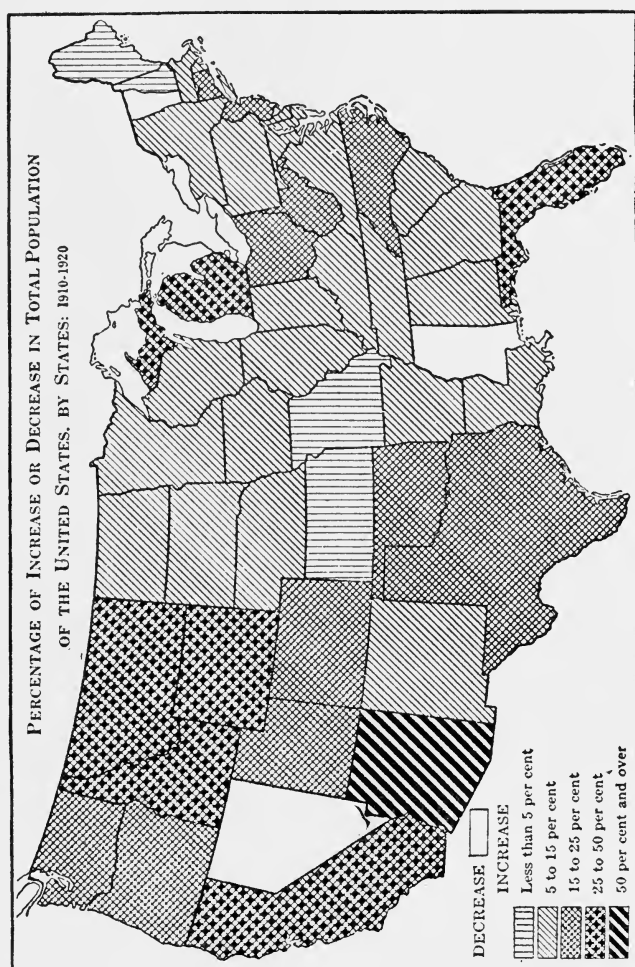 PERCENTAGE OF INCREASE OR DECREASE IN TOTAL POPULATION
OF THE UNITED STATES, BY STATES: 1910-1920
DECREASE
INCREASE
Less than 5 per cent
5 to 15 per cent
15 to 25 per cent
25 to 50 per cent
50 per cent and over